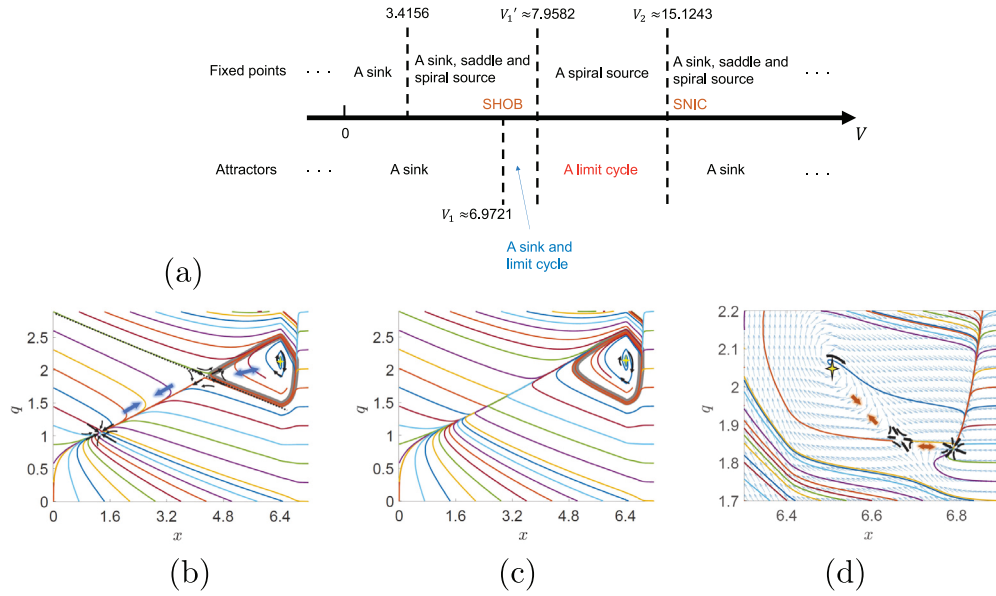 3.4156 V₁′ ≈7.9582 V₂ ≈15.1243
Fixed points · · · A sink A sink, saddle and A spiral source A sink, saddle and · · ·
spiral source spiral source
SHOB SNIC
0 V
Attractors · · · A sink A limit cycle A sink · · ·
V₁ ≈6.9721
A sink and
limit cycle
(a)
2.5 2.5 2.2
2 2 2.1
1.5 1.5 2
q q q
1 1 1.9
0.5 0.5 1.8
0 0 1.7
0 1.6 3.2 4.8 6.4 0 1.6 3.2 4.8 6.4 6.4 6.6 6.8
x x x
(b) (c) (d)